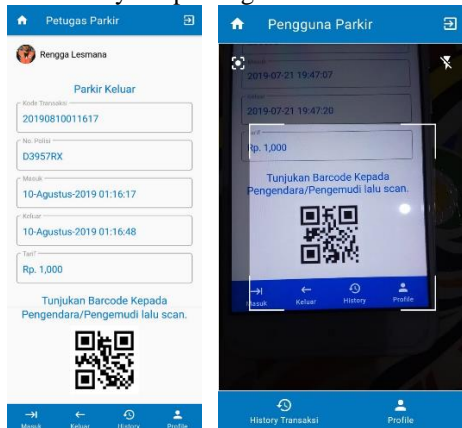 Petugas Parkir
Rengga Lesmana
Parkir Keluar
Kode Transaksi
20190810011617
No. Polisi
D3957RX
Masuk
10-Agustus-2019 01:16:17
Keluar
10-Agustus-2019 01:16:48
Tarif
Rp. 1,000
Tunjukan Barcode Kepada
Pengendara/Pengemudi lalu scan.
Masuk
Keluar
History
Profile
Pengguna Parkir
2019-07-21 19:47:07
Keluar
2019-07-21 19:47:20
Tarif
Rp. 1,000
Tunjukan Barcode Kepada
Pengendara/Pengemudi lalu scan.
Masuk
Keluar
History
Profile
History Transaksi
Profile